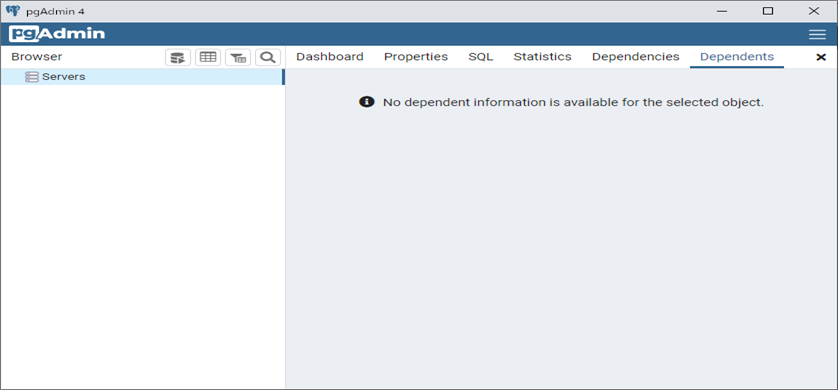 pgAdmin 4
pgAdmin
Browser
Dashboard Properties SQL Statistics Dependencies Dependents
Servers
No dependent information is available for the selected object.